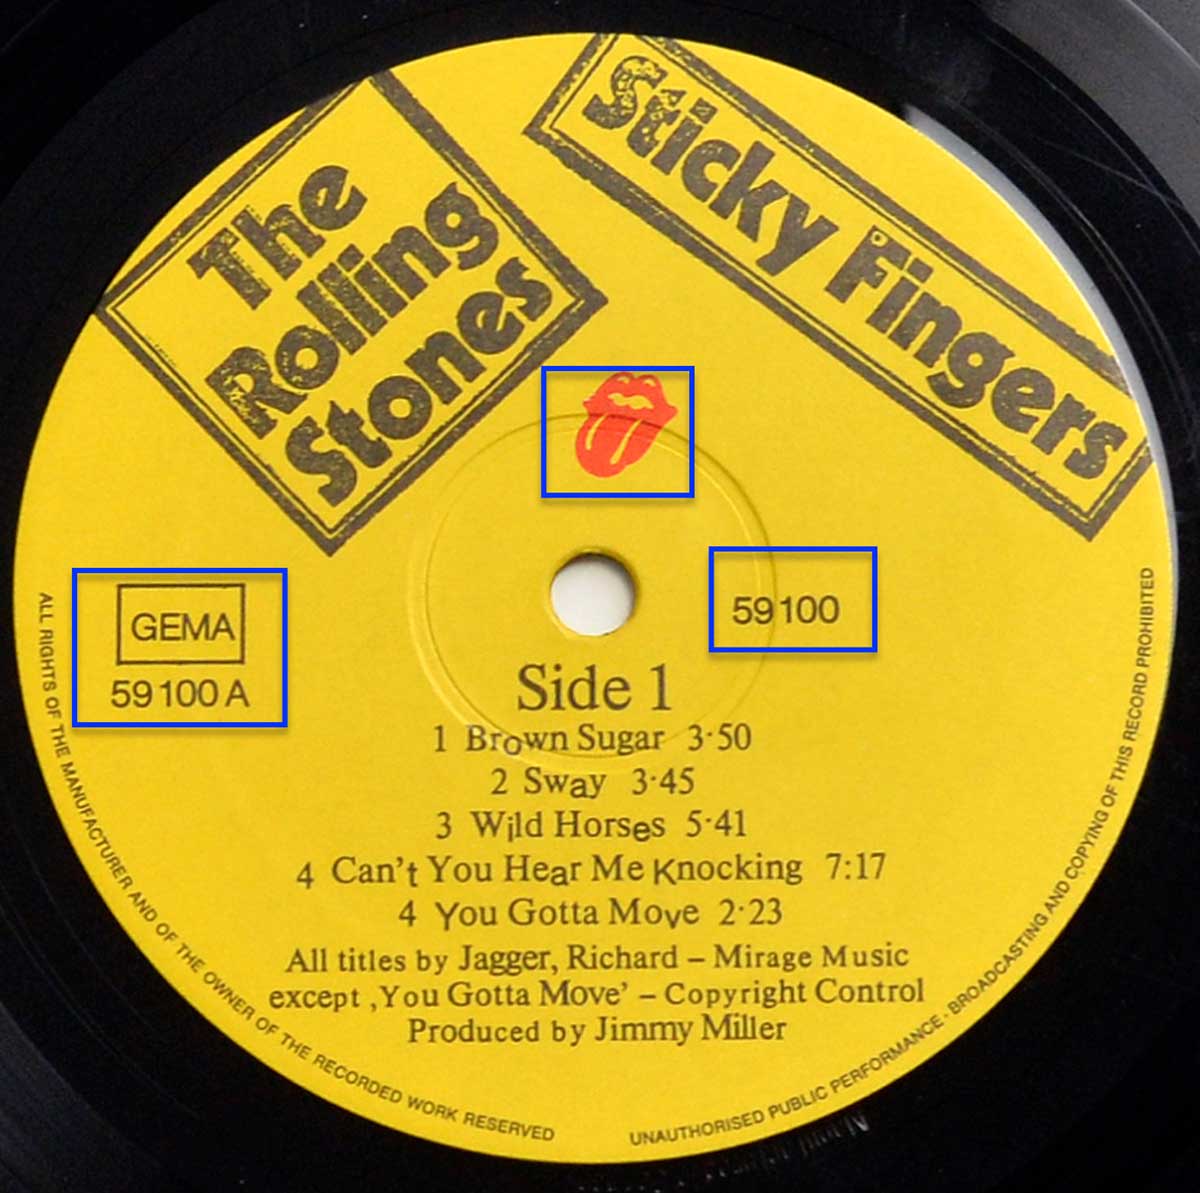 The
Rolling
Stones
Sticky Fingers
GEMA
59 100 A
59 100
Side 1
1 Brown Sugar 3·50
2 Sway 3·45
3 Wild Horses 5·41
4 Can't You Hear Me Knocking 7:17
4 You Gotta Move 2·23
All titles by Jagger, Richard – Mirage Music
except ‚You Gotta Move' – Copyright Control
Produced by Jimmy Miller
ALL RIGHTS OF THE MANUFACTURER AND OF THE OWNER OF THE RECORDED WORK RESERVED
UNAUTHORISED PUBLIC PERFORMANCE · BROADCASTING AND COPYING OF THIS RECORD PROHIBITED